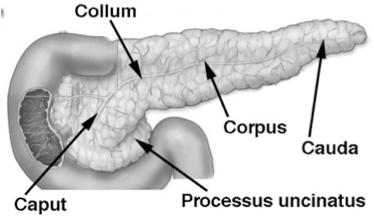 Collum
Corpus
Cauda
Caput
Processus uncinatus